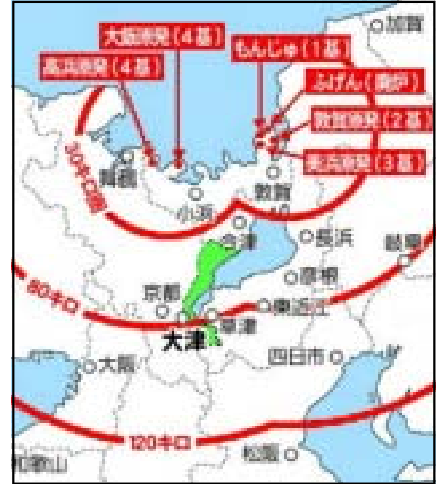 加賀
大飯原発(4基)
もんじゅ(1基)
高浜原発(4基)
ふげん(廃炉)
敦賀原発(2基)
美浜原発(3基)
30キロ圏
舞鶴
小浜
敦賀
今津
長浜
岐阜
彦根
80キロ
京都
東近江
大津
草津
大阪
四日市
120キロ
和歌山
松阪